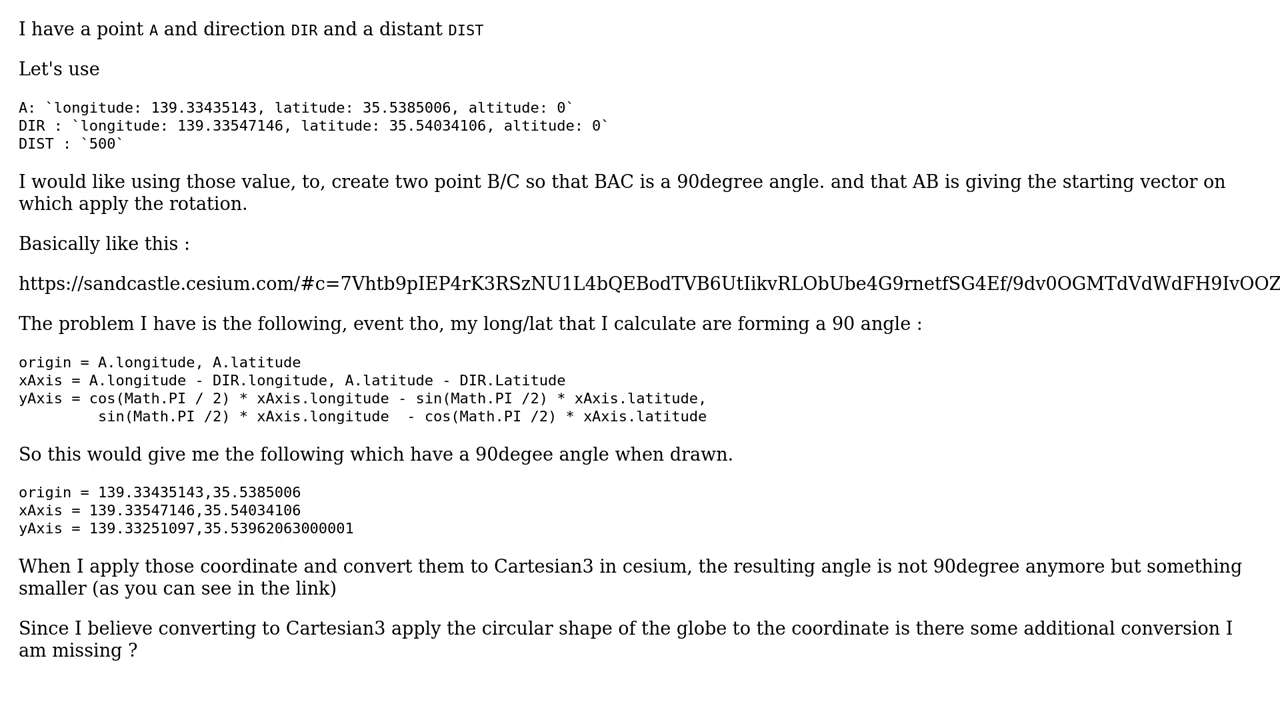 I have a point A and direction DIR and a distant DIST
Let's use
A: `longitude: 139.33435143, latitude: 35.5385006, altitude: 0`
DIR : `longitude: 139.33547146, latitude: 35.54034106, altitude: 0`
DIST : `500`
I would like using those value, to, create two point B/C so that BAC is a 90degree angle. and that AB is giving the starting vector on
which apply the rotation.
Basically like this :
https://sandcastle.cesium.com/#c=7Vhtb9pIEP4rK3RSzNU1L4bQEBodTVB6UtIikvRLObUbe4G9rnetfSG4Ef/9dv0OGMTdVdWdFH9IvOOZ
The problem I have is the following, event tho, my long/lat that I calculate are forming a 90 angle :
origin = A.longitude, A.latitude
xAxis = A.longitude - DIR.longitude, A.latitude - DIR.Latitude
yAxis = cos(Math.PI / 2) * xAxis.longitude - sin(Math.PI /2) * xAxis.latitude,
sin(Math.PI /2) * xAxis.longitude  - cos(Math.PI /2) * xAxis.latitude
So this would give me the following which have a 90degee angle when drawn.
origin = 139.33435143,35.5385006
xAxis = 139.33547146,35.54034106
yAxis = 139.33251097,35.53962063000001
When I apply those coordinate and convert them to Cartesian3 in cesium, the resulting angle is not 90degree anymore but something
smaller (as you can see in the link)
Since I believe converting to Cartesian3 apply the circular shape of the globe to the coordinate is there some additional conversion I
am missing ?